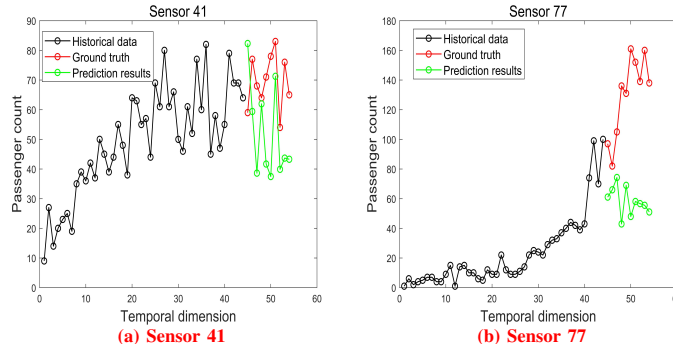 Sensor 41
90
80
70
60
50
40
30
20
10
0
0 10 20 30 40 50 60
Passenger count
Temporal dimension
Historical data
Ground truth
Prediction results
(a) Sensor 41
Sensor 77
180
160
140
120
100
80
60
40
20
0
0 10 20 30 40 50 60
Passenger count
Temporal dimension
Historical data
Ground truth
Prediction results
(b) Sensor 77